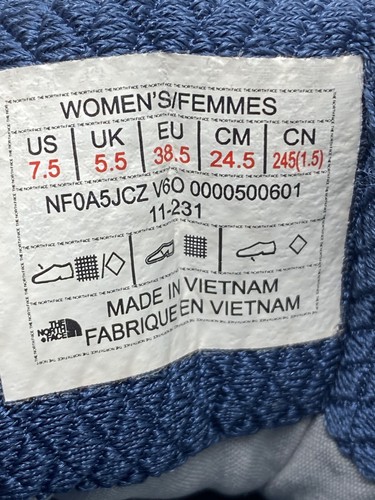 WOMEN'S/FEMMES
US UK EU CM CN
7.5 5.5 38.5 24.5 245(1.5)
NF0A5JCZ V6O 0000500601
11-231
MADE IN VIETNAM
THE NORTH FACE
FABRIQUE EN VIETNAM